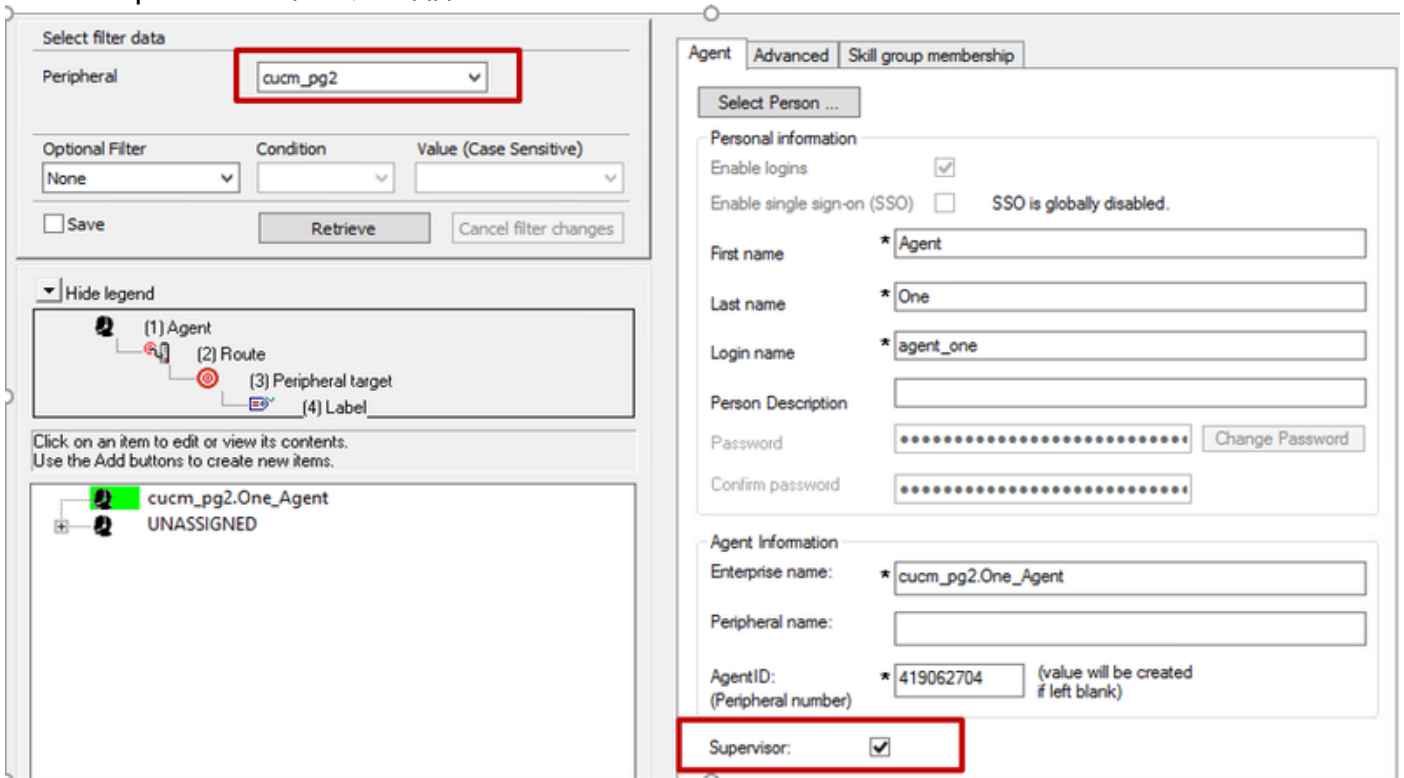 Select filter data
Peripheral
cucm_pg2
Optional Filter
Condition
Value (Case Sensitive)
None
Save
Retrieve
Cancel filter changes
Hide legend
(1) Agent
(2) Route
(3) Peripheral target
(4) Label
Click on an item to edit or view its contents.
Use the Add buttons to create new items.
cucm_pg2.One_Agent
UNASSIGNED
Agent
Advanced
Skill group membership
Select Person ...
Personal information
Enable logins
Enable single sign-on (SSO)
SSO is globally disabled.
First name
* Agent
Last name
* One
Login name
* agent_one
Person Description
Password
Change Password
Confirm password
Agent Information
Enterprise name:
* cucm_pg2.One_Agent
Peripheral name:
AgentID:
(Peripheral number)
* 419062704
(value will be created
if left blank)
Supervisor: